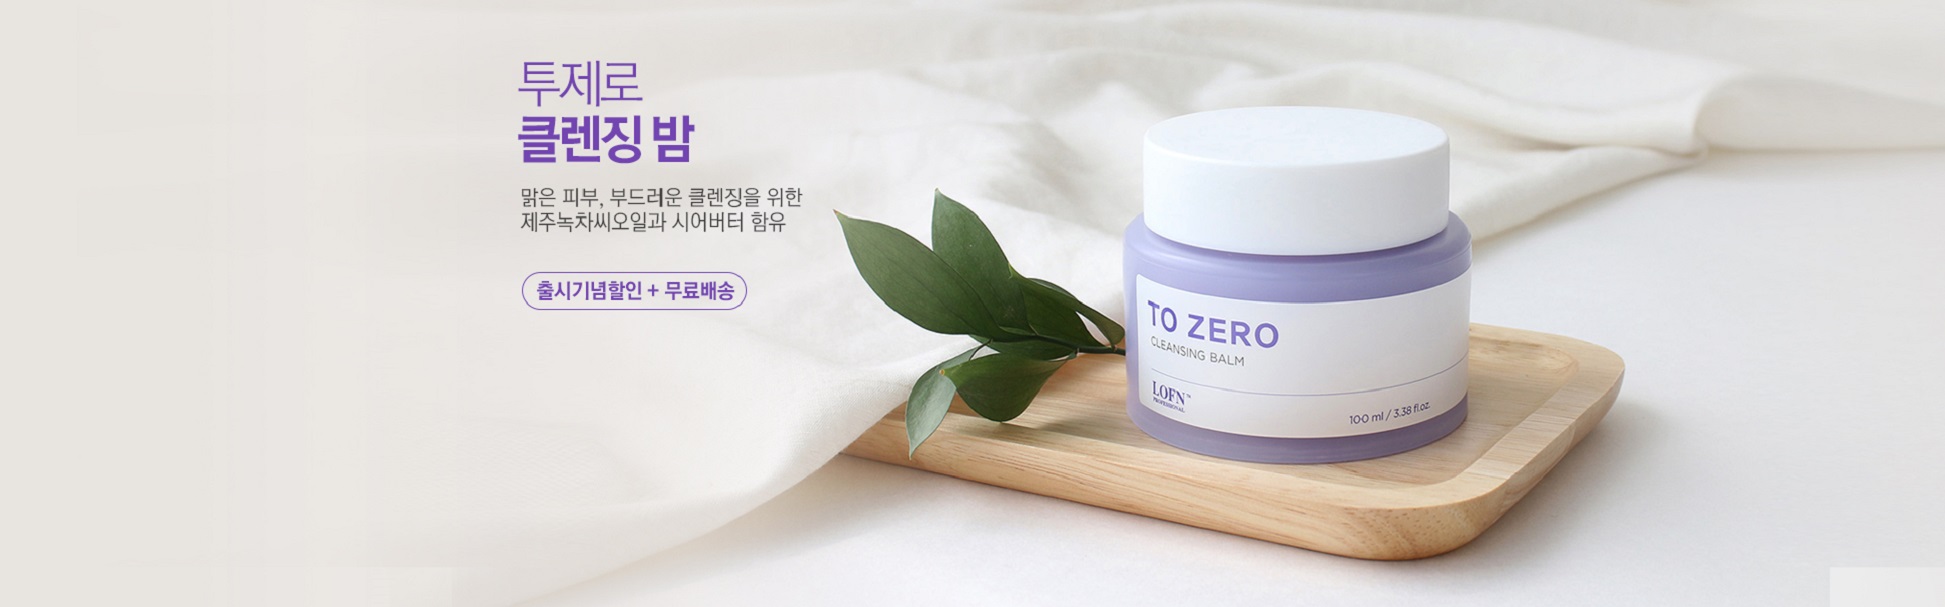 투제로
클렌징 밤
맑은 피부, 부드러운 클렌징을 위한
제주녹차씨오일과 시어버터 함유
출시기념할인 + 무료배송
TO ZERO
CLEANSING BALM
LOFN™
PROFESSIONAL
100 ml / 3.38 fl.oz.